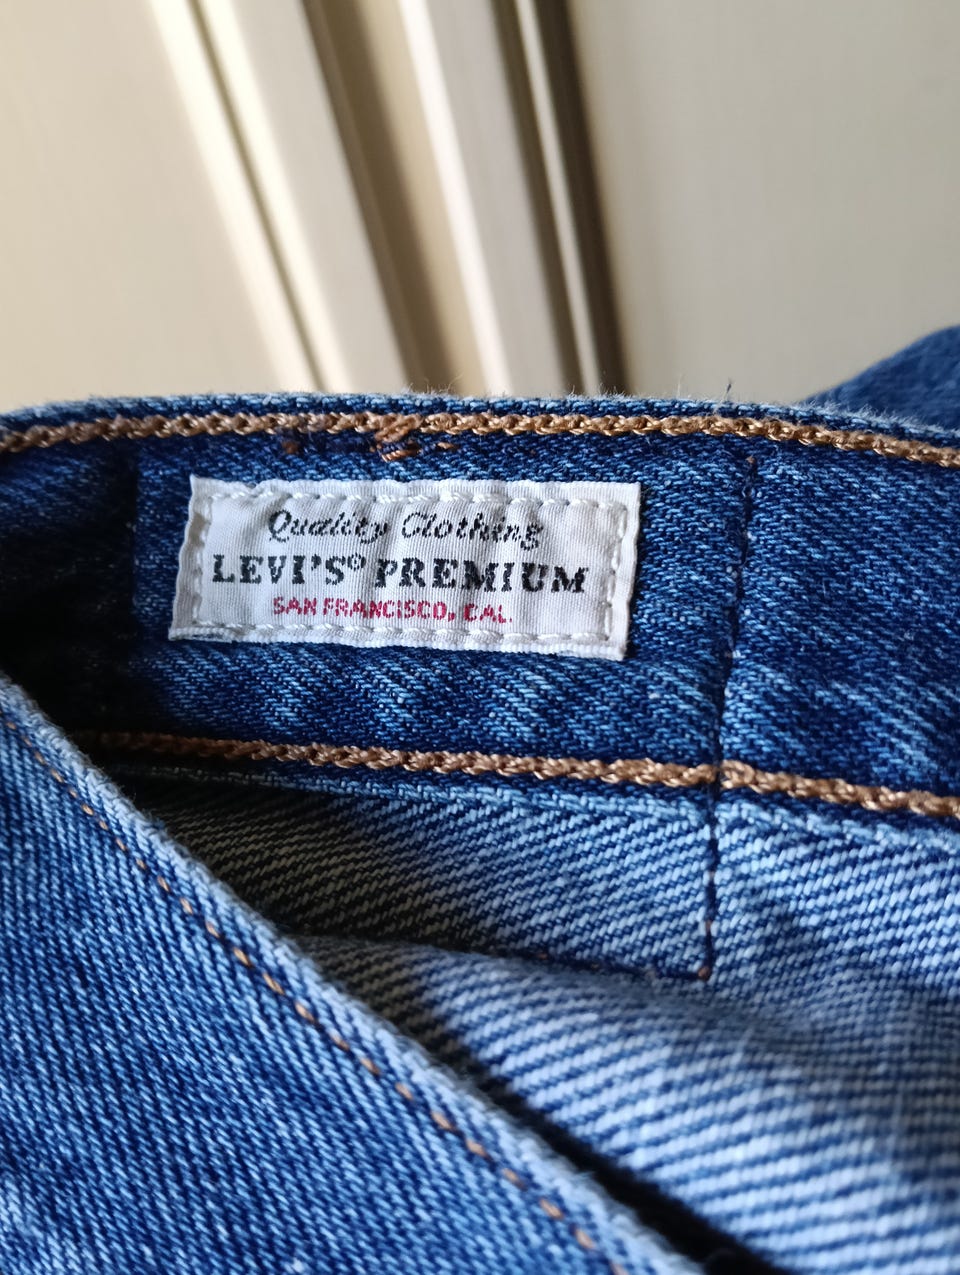 Quality Clothing
LEVI'S® PREMIUM
SAN FRANCISCO, CAL.